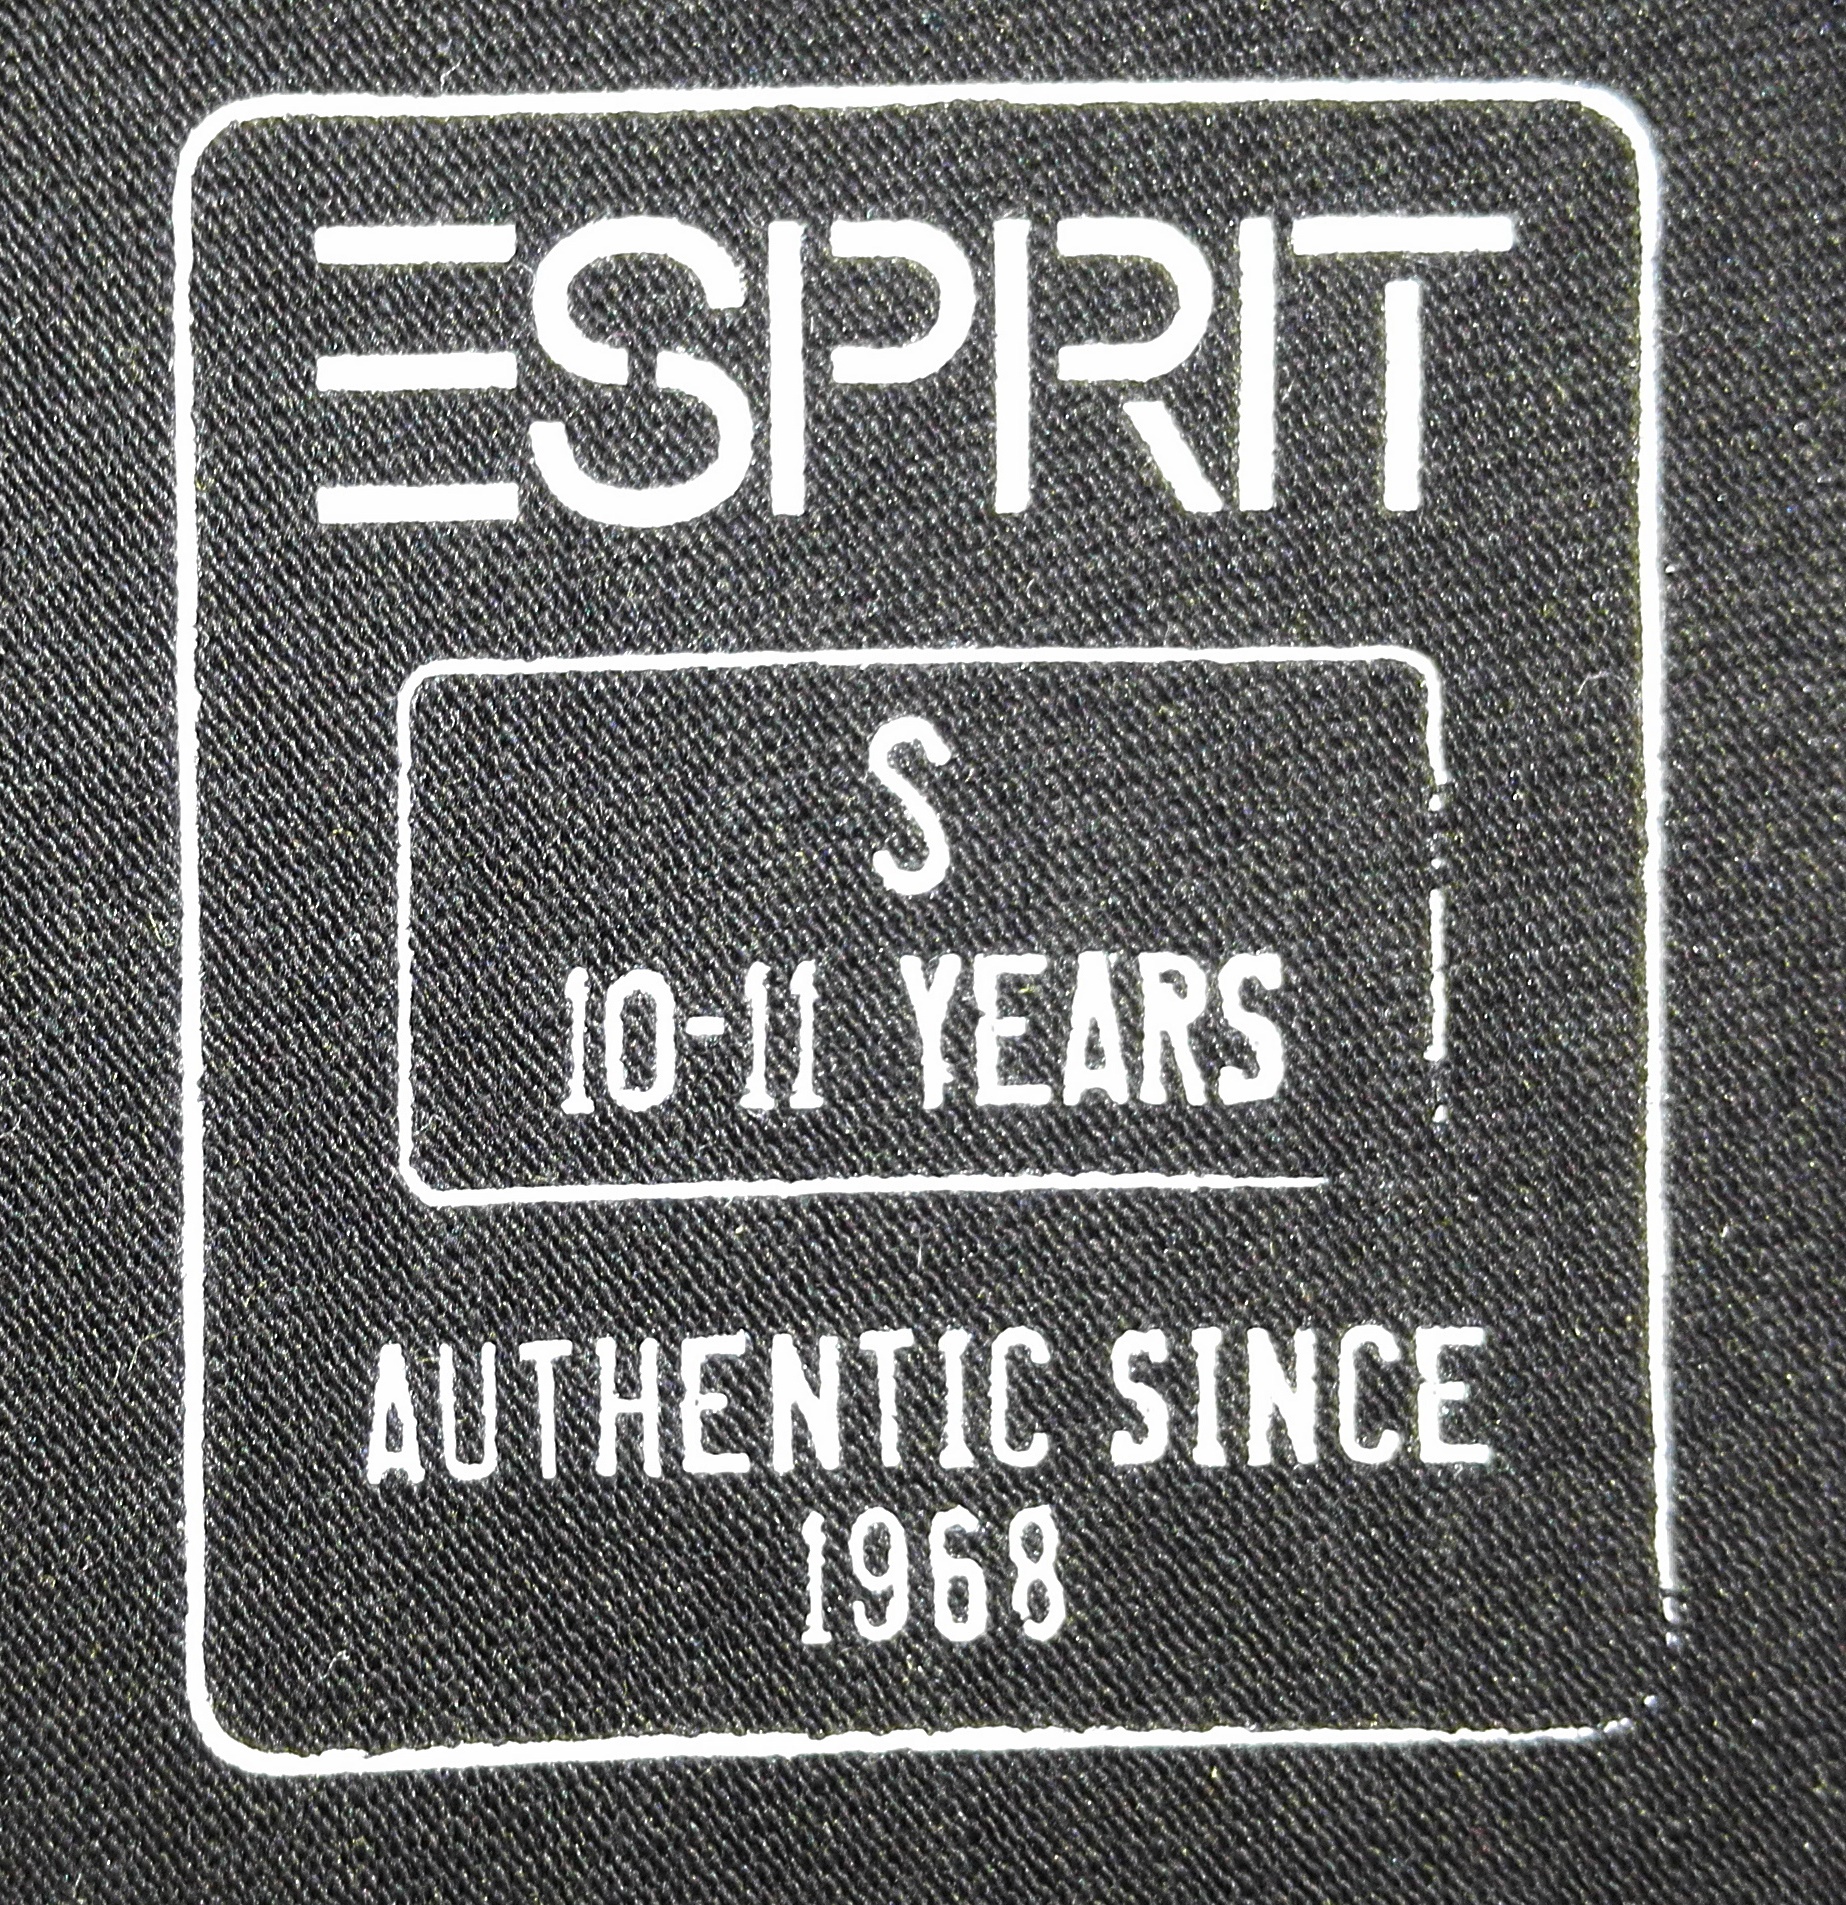 ESPRIT
S
10-11 YEARS
AUTHENTIC SINCE
1968